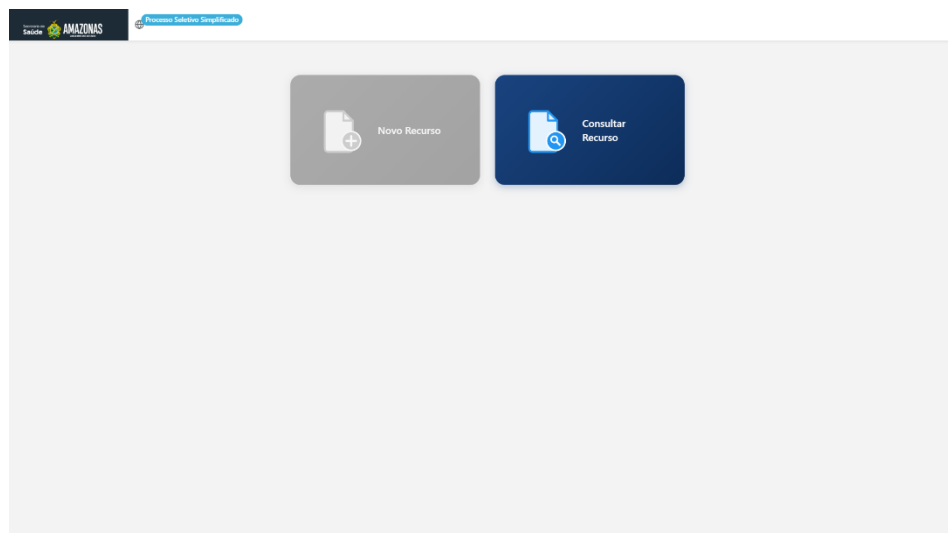 Saúde
AMAZONAS
Processo Seletivo Simplificado
Novo Recurso
Consultar
Recurso